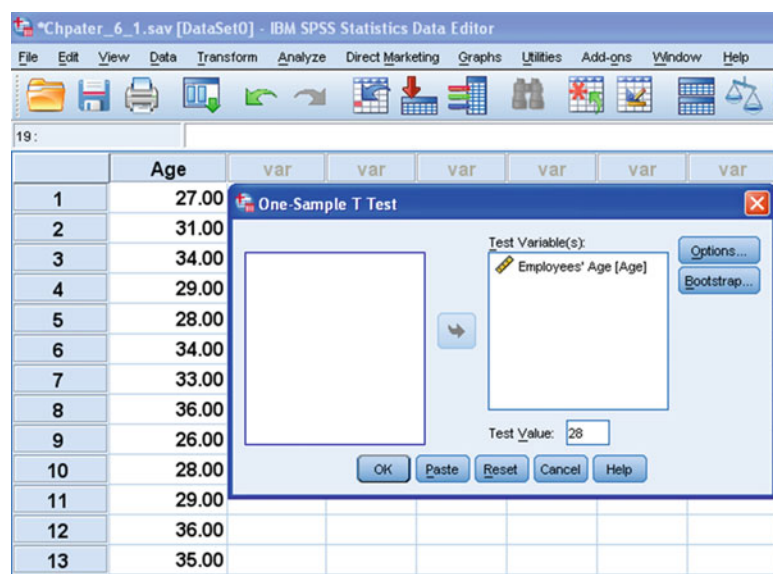 *Chpater_6_1.sav [DataSet0] - IBM SPSS Statistics Data Editor
File Edit View Data Transform Analyze Direct Marketing Graphs Utilities Add-ons Window Help
19 :
Age var var var var var var
1 27.00
2 31.00
3 34.00
4 29.00
5 28.00
6 34.00
7 33.00
8 36.00
9 26.00
10 28.00
11 29.00
12 36.00
13 35.00
One-Sample T Test
Test Variable(s):
Employees' Age [Age]
Options...
Bootstrap...
Test Value: 28
OK Paste Reset Cancel Help